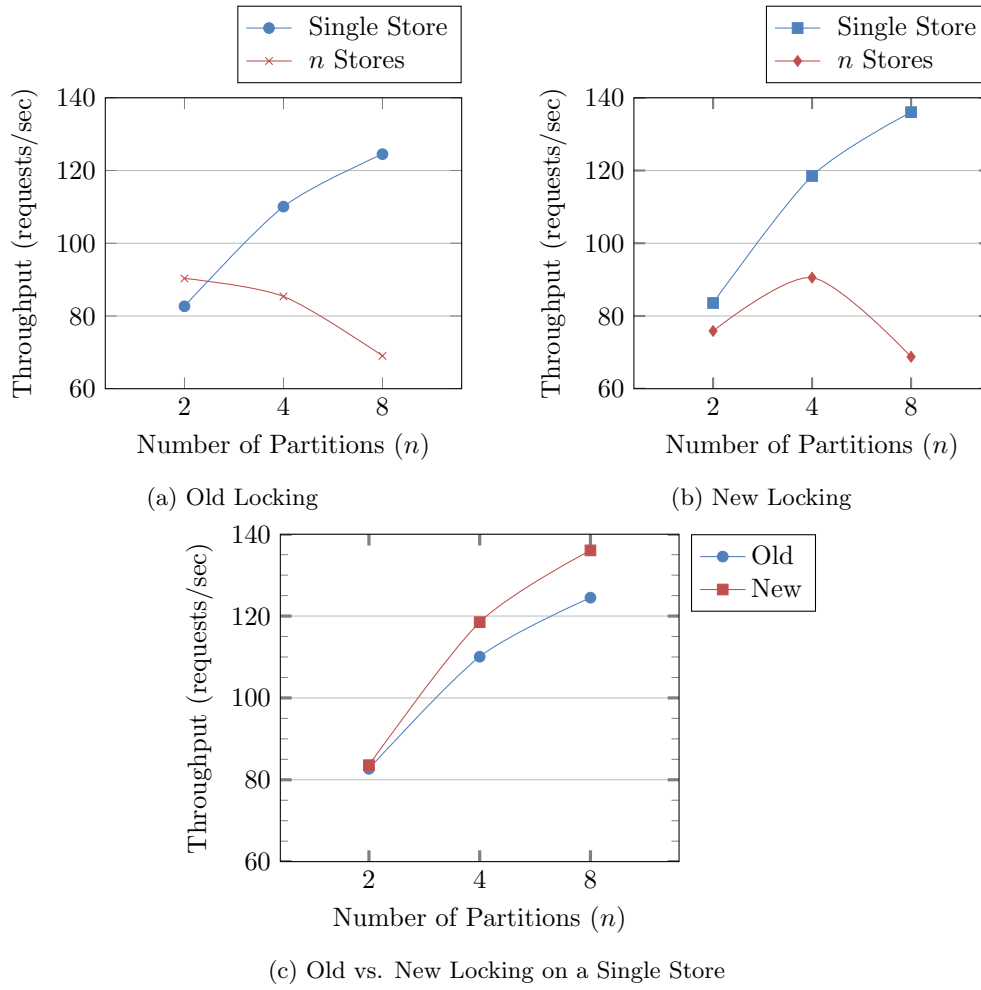 Single Store
n Stores
Throughput (requests/sec)
140
120
100
80
60
2 4 8
Number of Partitions (n)
(a) Old Locking
Single Store
n Stores
Throughput (requests/sec)
140
120
100
80
60
2 4 8
Number of Partitions (n)
(b) New Locking
Old
New
Throughput (requests/sec)
140
120
100
80
60
2 4 8
Number of Partitions (n)
(c) Old vs. New Locking on a Single Store